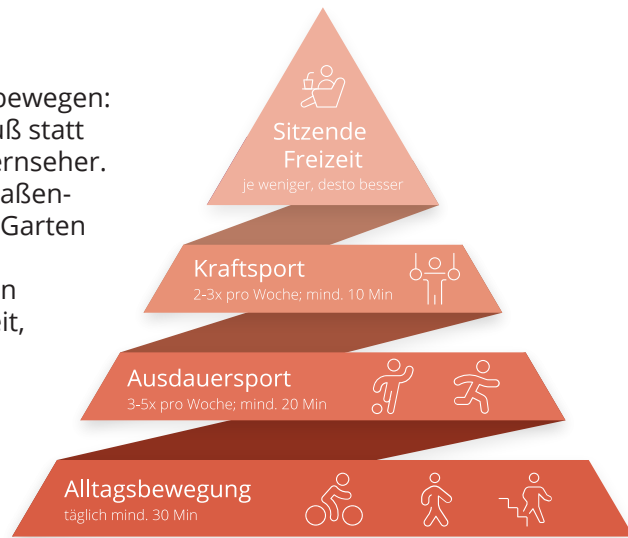 bewegen:
uß statt
ernseher.
aßen-
Garten
n
eit,
Sitzende
Freizeit
je weniger, desto besser
Kraftsport
2-3x pro Woche; mind. 10 Min
Ausdauersport
3-5x pro Woche; mind. 20 Min
Alltagsbewegung
täglich mind. 30 Min